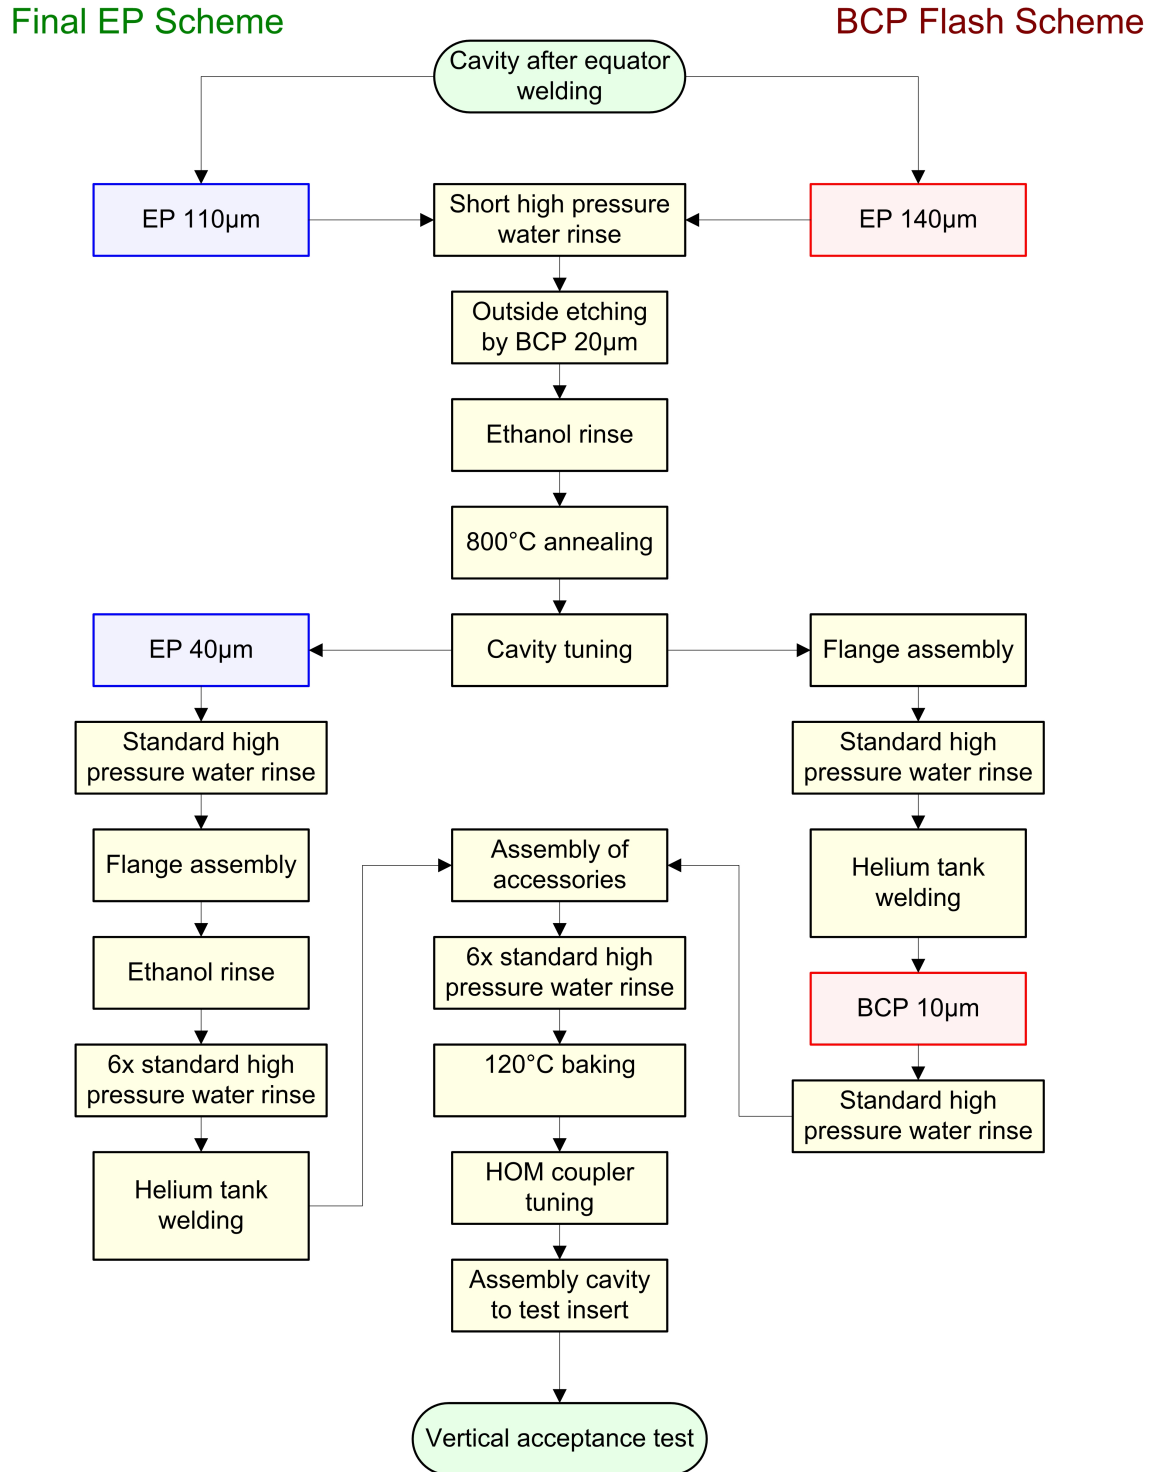 Final EP Scheme
BCP Flash Scheme
Cavity after equator
welding
EP 110µm
Short high pressure
water rinse
EP 140µm
Outside etching
by BCP 20µm
Ethanol rinse
800°C annealing
EP 40µm
Cavity tuning
Flange assembly
Standard high
pressure water rinse
Standard high
pressure water rinse
Flange assembly
Assembly of
accessories
Helium tank
welding
Ethanol rinse
6x standard high
pressure water rinse
BCP 10µm
6x standard high
pressure water rinse
120°C baking
Standard high
pressure water rinse
Helium tank
welding
HOM coupler
tuning
Assembly cavity
to test insert
Vertical acceptance test